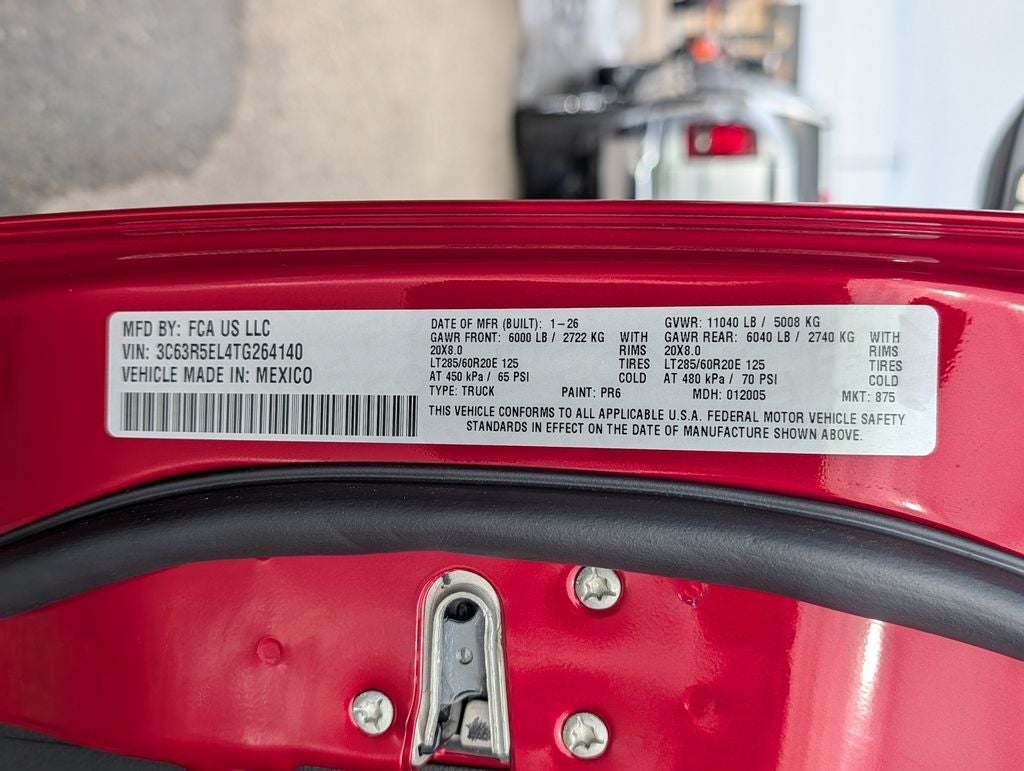 MFD BY: FCA US LLC
VIN: 3C63R5EL4TG264140
VEHICLE MADE IN: MEXICO
DATE OF MFR (BUILT): 1-26
GAWR FRONT: 6000 LB / 2722 KG WITH
20X8.0 RIMS
LT285/60R20E 125 TIRES
AT 450 kPa / 65 PSI COLD
TYPE: TRUCK PAINT: PR6
GVWR: 11040 LB / 5008 KG
GAWR REAR: 6040 LB / 2740 KG WITH
20X8.0 RIMS
LT285/60R20E 125 TIRES
AT 480 kPa / 70 PSI COLD
MDH: 012005 MKT: 875
THIS VEHICLE CONFORMS TO ALL APPLICABLE U.S.A. FEDERAL MOTOR VEHICLE SAFETY
STANDARDS IN EFFECT ON THE DATE OF MANUFACTURE SHOWN ABOVE.